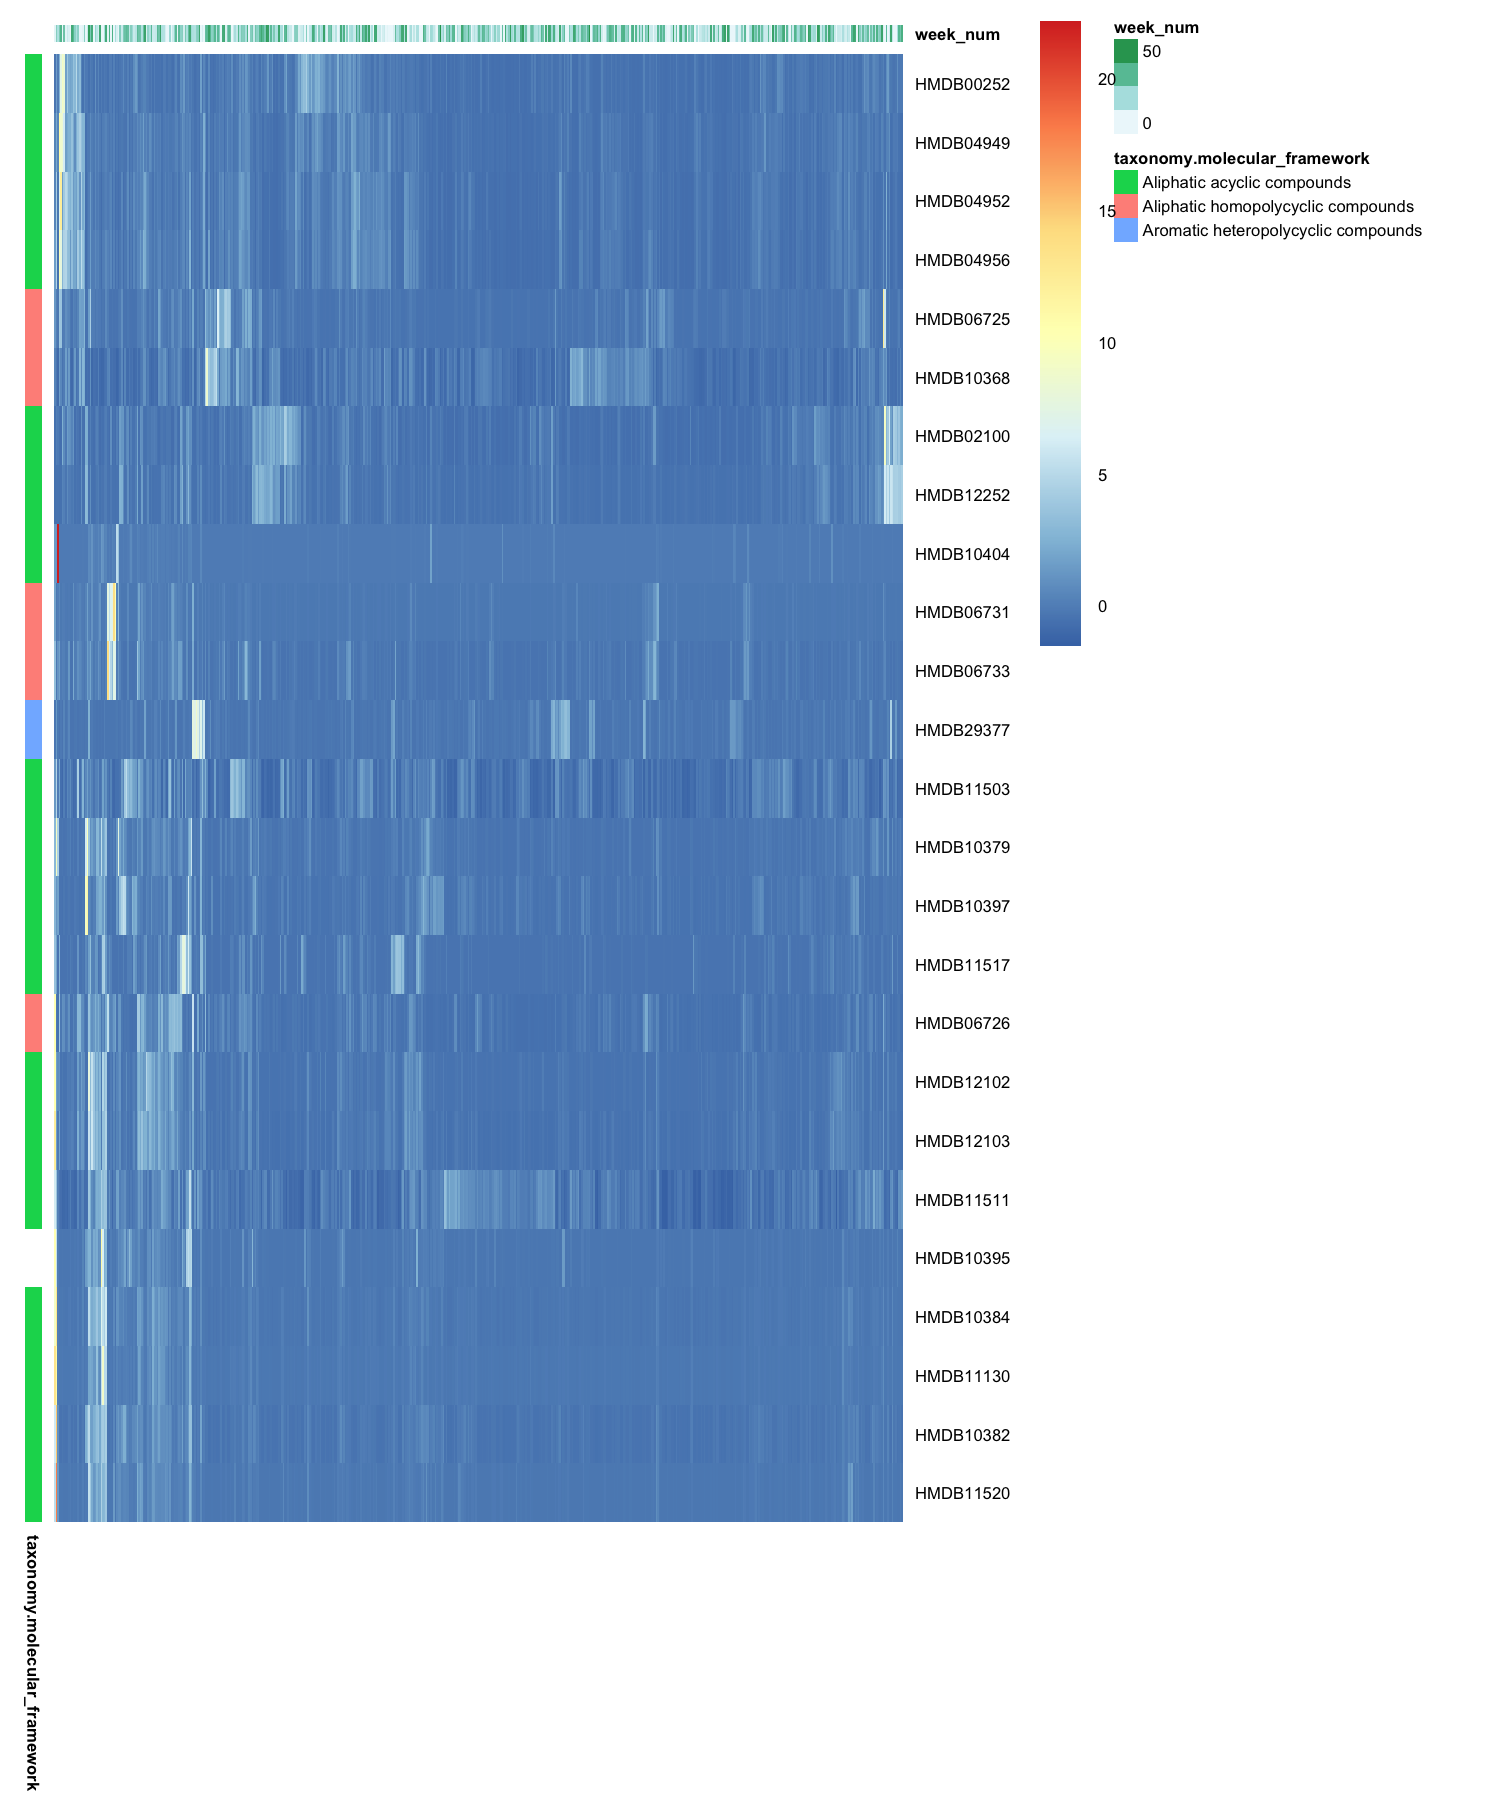 week_num
HMDB00252
HMDB04949
HMDB04952
HMDB04956
HMDB06725
HMDB10368
HMDB02100
HMDB12252
HMDB10404
HMDB06731
HMDB06733
HMDB29377
HMDB11503
HMDB10379
HMDB10397
HMDB11517
HMDB06726
HMDB12102
HMDB12103
HMDB11511
HMDB10395
HMDB10384
HMDB11130
HMDB10382
HMDB11520
taxonomy.molecular_framework
20
15
10
5
0
week_num
50
0
taxonomy.molecular_framework
Aliphatic acyclic compounds
Aliphatic homopolycyclic compounds
Aromatic heteropolycyclic compounds